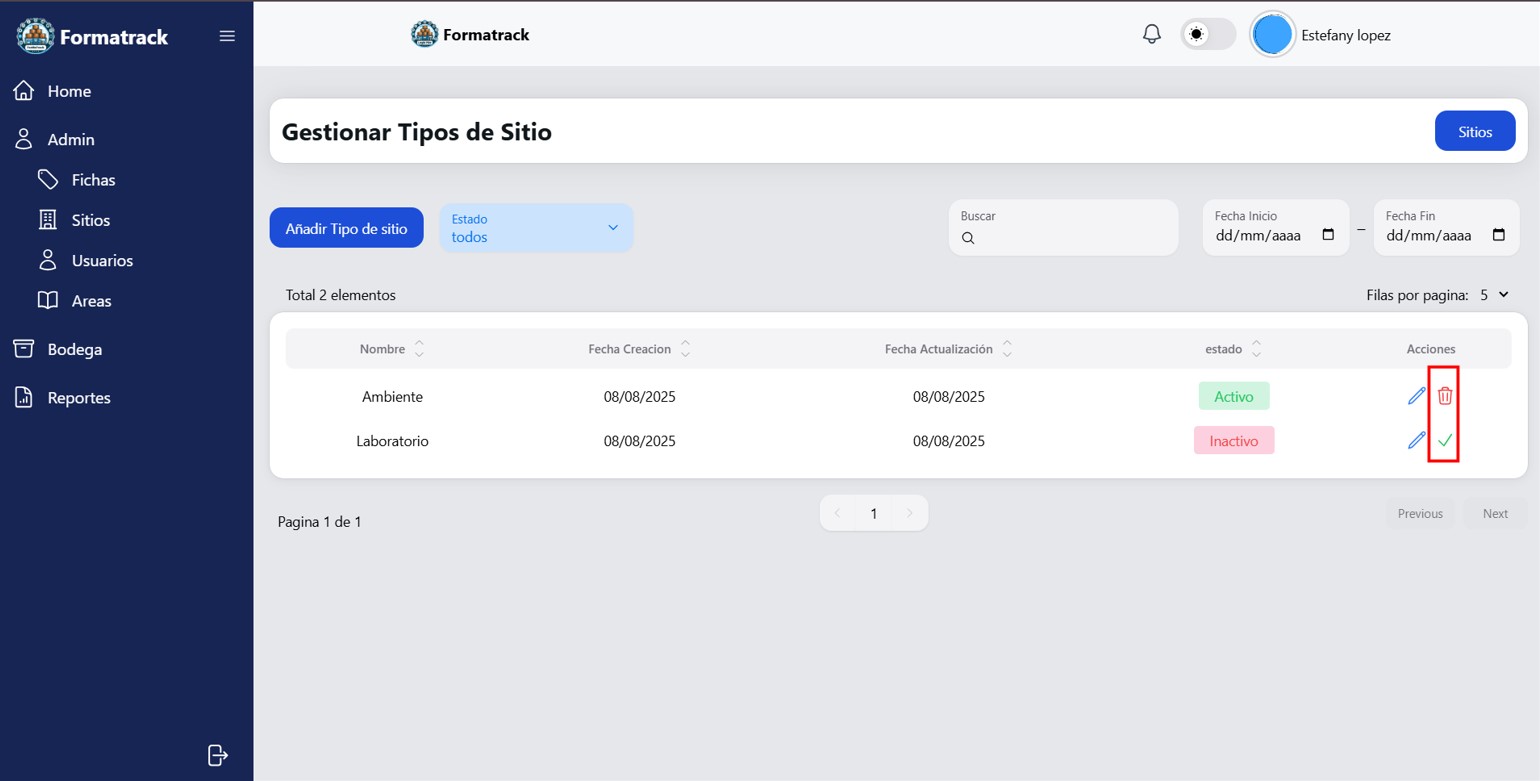 Formatrack
Home
Admin
Fichas
Sitios
Usuarios
Areas
Bodega
Reportes
Formatrack
Estefany lopez
Gestionar Tipos de Sitio
Sitios
Añadir Tipo de sitio
Estado
todos
Buscar
Fecha Inicio
dd/mm/aaaa
–
Fecha Fin
dd/mm/aaaa
Total 2 elementos
Filas por pagina: 5
Nombre Fecha Creacion Fecha Actualización estado Acciones
Ambiente 08/08/2025 08/08/2025 Activo
Laboratorio 08/08/2025 08/08/2025 Inactivo
Pagina 1 de 1
1
Previous
Next